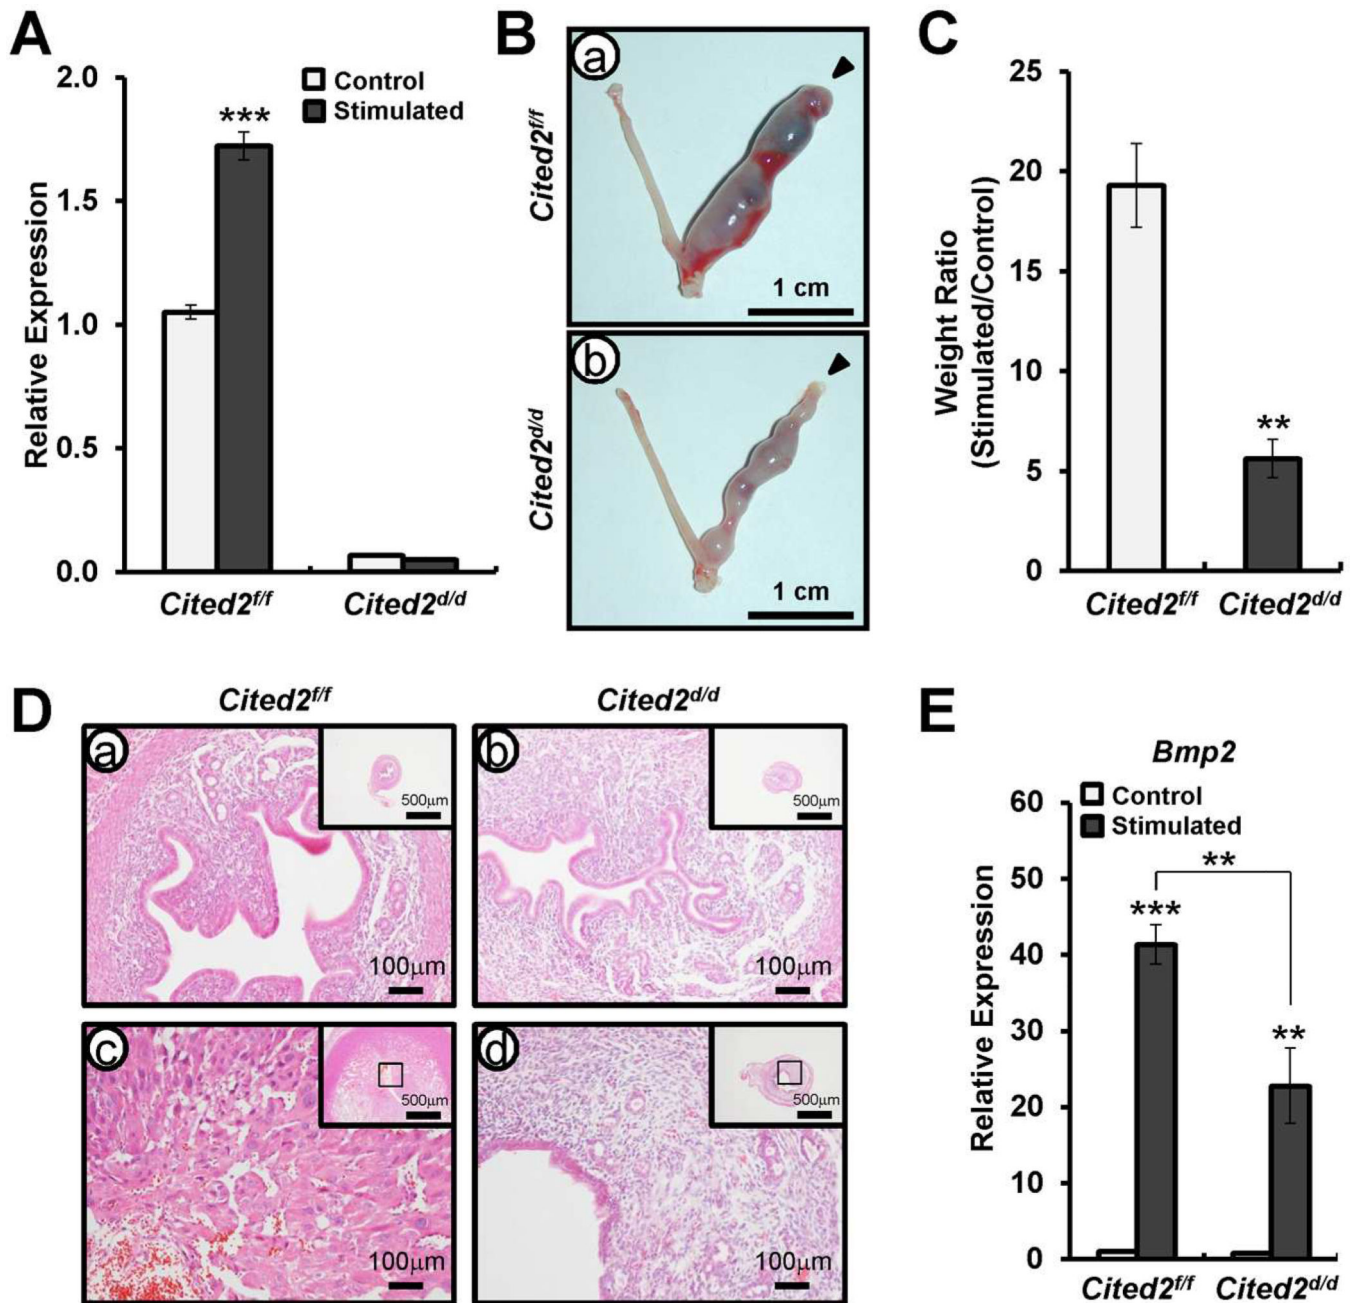 A
2.0
1.5
1.0
0.5
0.0
Relative Expression
Control
Stimulated
***
Cited2f/f
Cited2d/d
B
a
Cited2f/f
1 cm
b
Cited2d/d
1 cm
C
25
20
15
10
5
0
Weight Ratio
(Stimulated/Control)
**
Cited2f/f
Cited2d/d
D
Cited2f/f
Cited2d/d
a
500μm
100μm
b
500μm
100μm
c
500μm
100μm
d
500μm
100μm
E
Bmp2
60
50
40
30
20
10
0
Relative Expression
Control
Stimulated
**
***
**
Cited2f/f
Cited2d/d